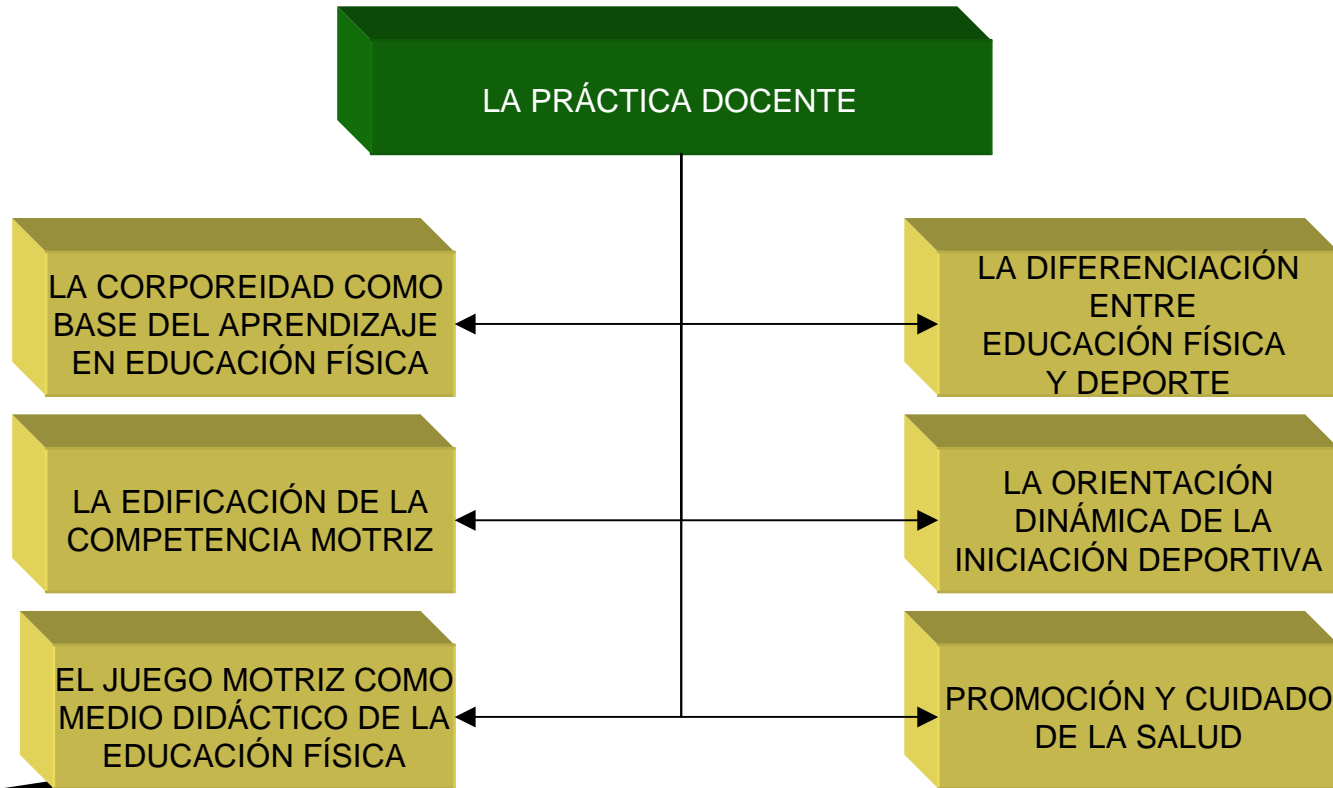 LA PRÁCTICA DOCENTE
LA CORPOREIDAD COMO
BASE DEL APRENDIZAJE
EN EDUCACIÓN FÍSICA
LA DIFERENCIACIÓN
ENTRE
EDUCACIÓN FÍSICA
Y DEPORTE
LA EDIFICACIÓN DE LA
COMPETENCIA MOTRIZ
LA ORIENTACIÓN
DINÁMICA DE LA
INICIACIÓN DEPORTIVA
EL JUEGO MOTRIZ COMO
MEDIO DIDÁCTICO DE LA
EDUCACIÓN FÍSICA
PROMOCIÓN Y CUIDADO
DE LA SALUD